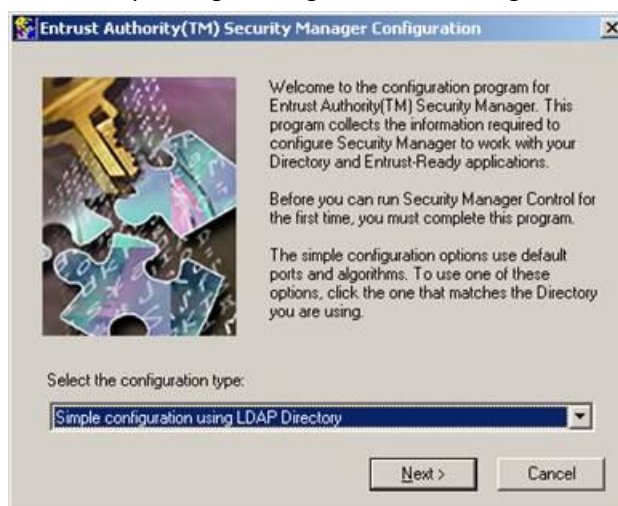 Entrust Authority(TM) Security Manager Configuration
Welcome to the configuration program for
Entrust Authority(TM) Security Manager. This
program collects the information required to
configure Security Manager to work with your
Directory and Entrust-Ready applications.
Before you can run Security Manager Control for
the first time, you must complete this program.
The simple configuration options use default
ports and algorithms. To use one of these
options, click the one that matches the Directory
you are using.
Select the configuration type:
Simple configuration using LDAP Directory
Next >
Cancel